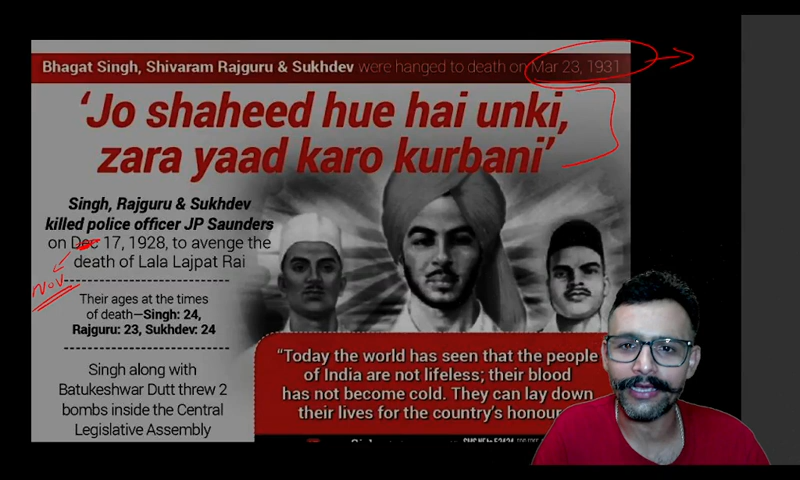 Bhagat Singh, Shivaram Rajguru & Sukhdev were hanged to death on Mar 23, 1931
‘Jo shaheed hue hai unki,
zara yaad karo kurbani’
Singh, Rajguru & Sukhdev
killed police officer JP Saunders
on Dec 17, 1928, to avenge the
death of Lala Lajpat Rai
NOV
Their ages at the times
of death—Singh: 24,
Rajguru: 23, Sukhdev: 24
Singh along with
Batukeshwar Dutt threw 2
bombs inside the Central
Legislative Assembly
“Today the world has seen that the people
of India are not lifeless; their blood
has not become cold. They can lay down
their lives for the country's honour